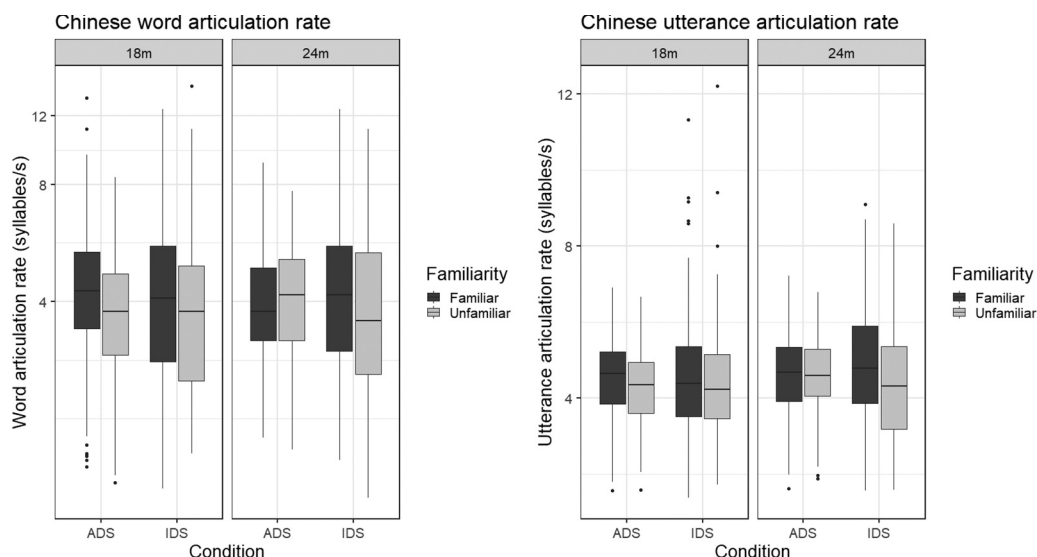 Chinese word articulation rate
18m
24m
Word articulation rate (syllables/s)
12
8
4
ADS
IDS
ADS
IDS
Condition
Familiarity
Familiar
Unfamiliar
Chinese utterance articulation rate
18m
24m
Utterance articulation rate (syllables/s)
12
8
4
ADS
IDS
ADS
IDS
Condition
Familiarity
Familiar
Unfamiliar